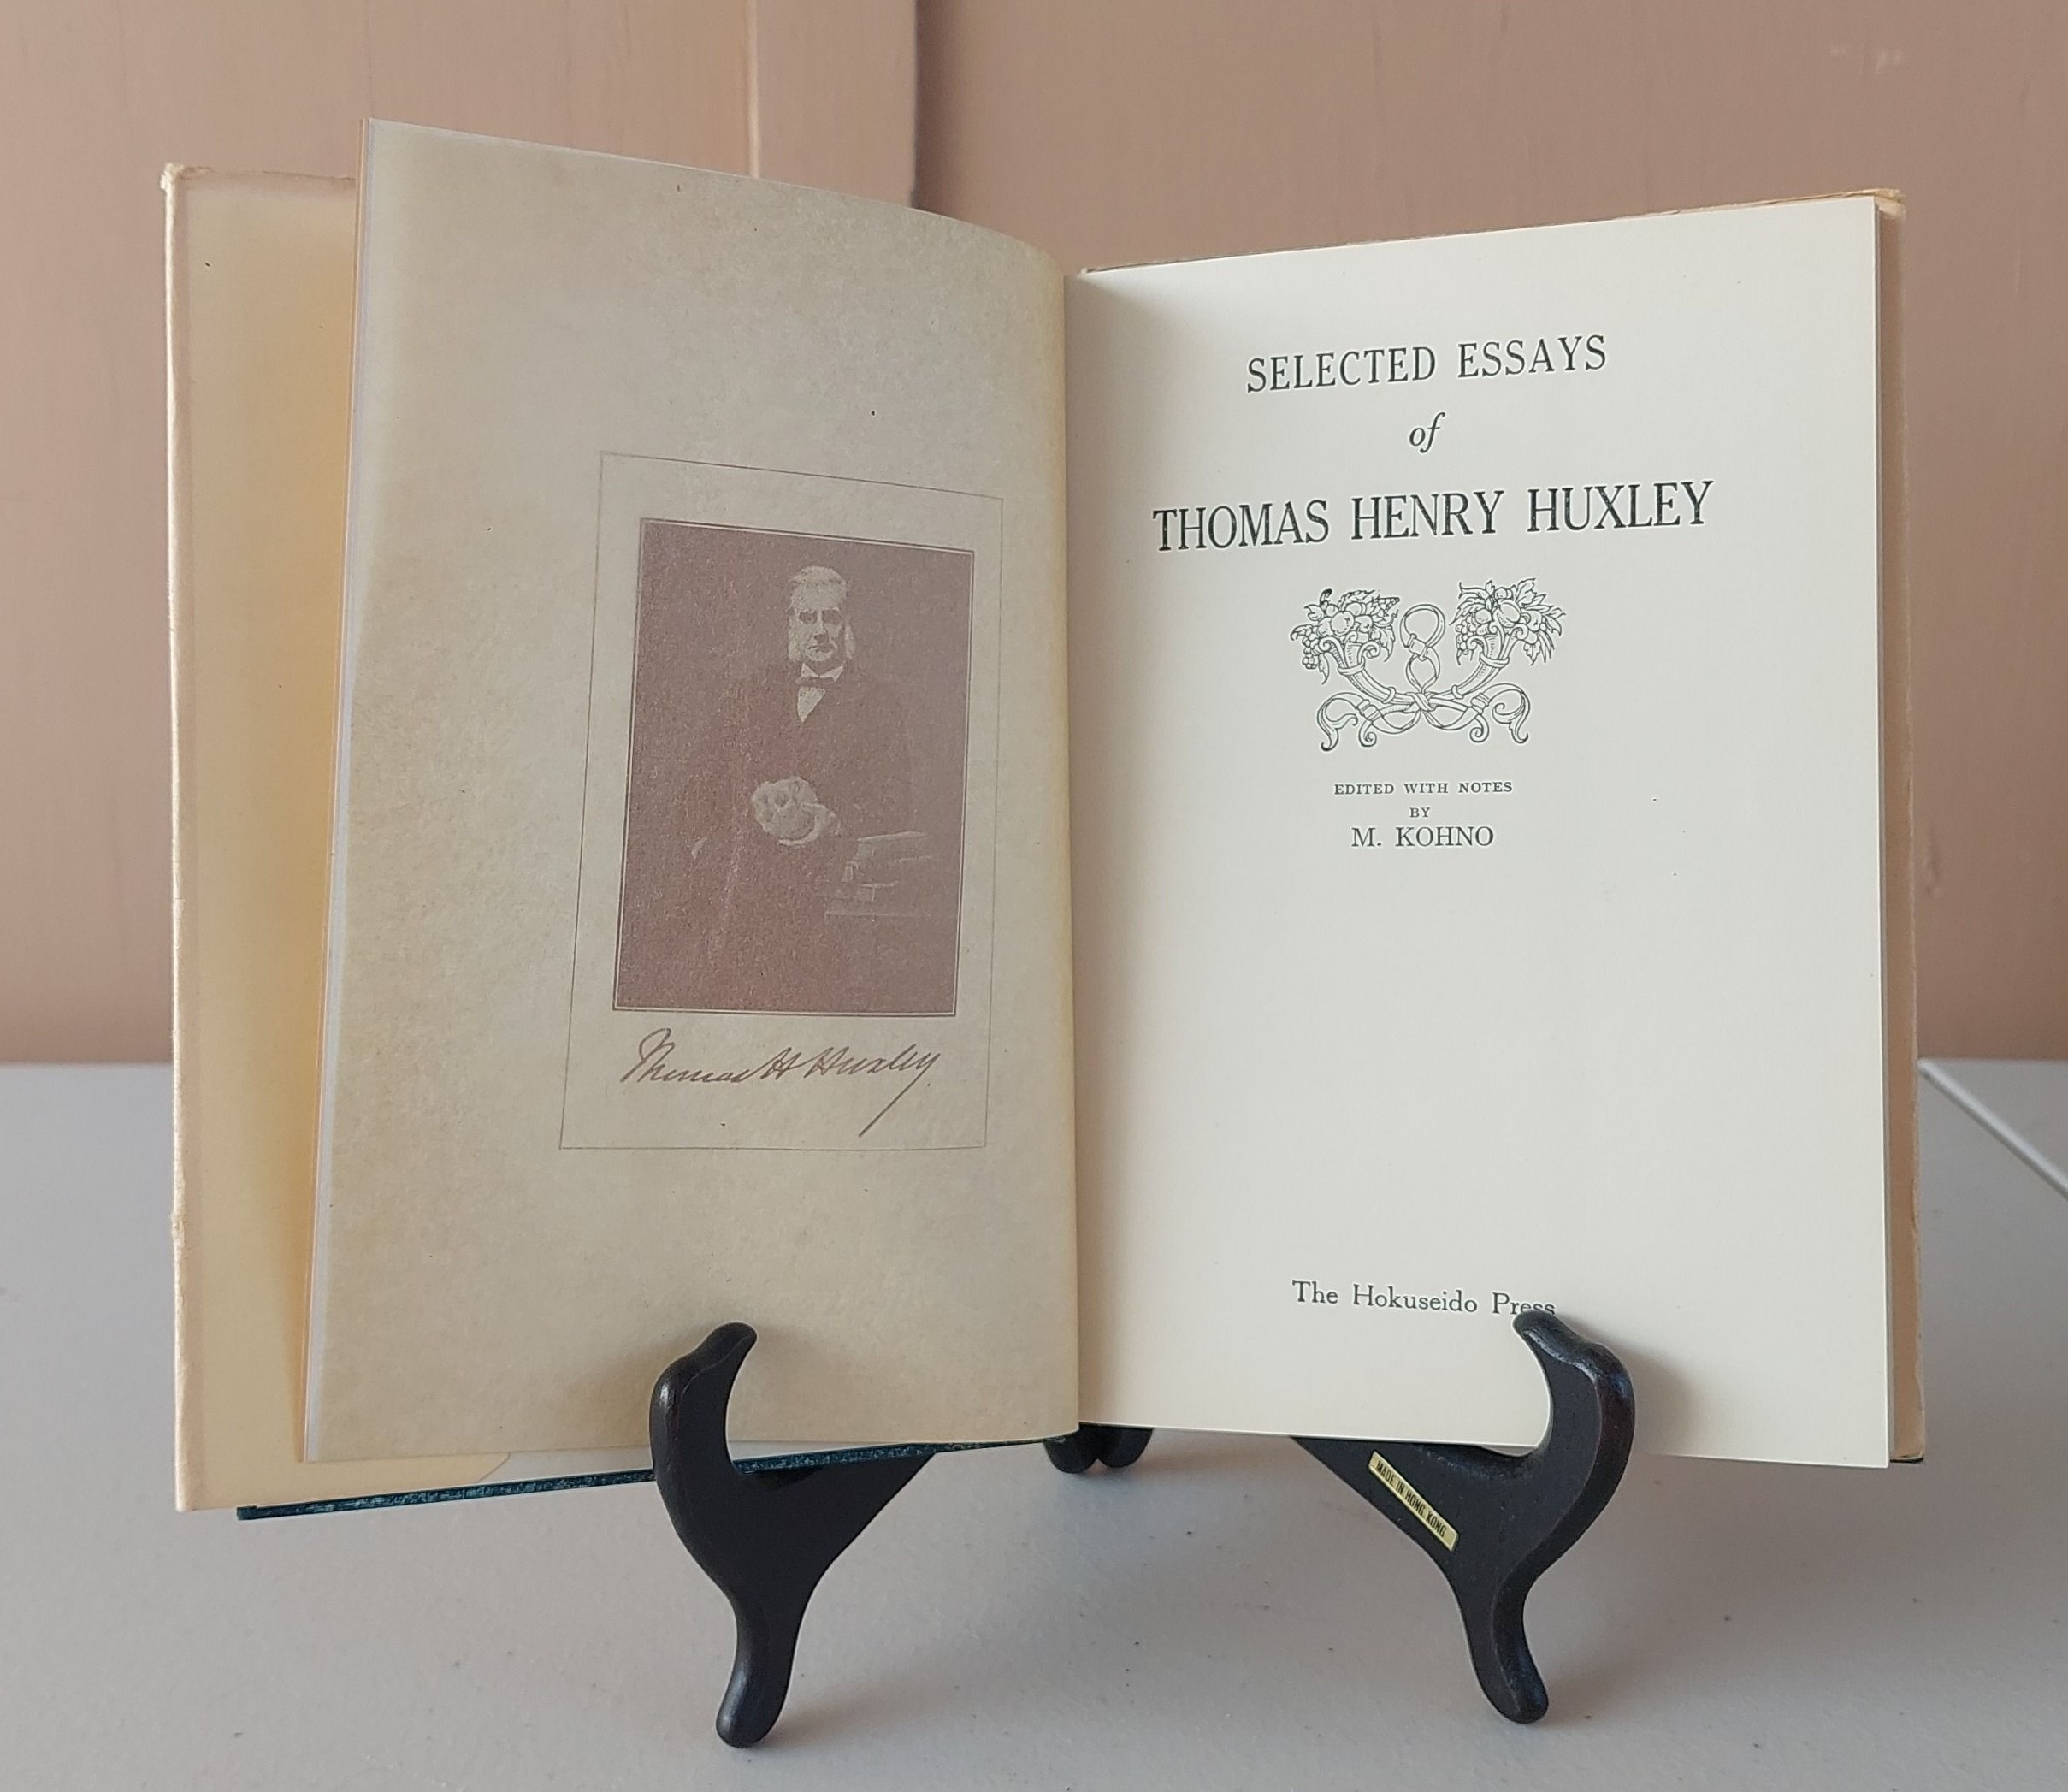 Thomas H Huxley
SELECTED ESSAYS
of
THOMAS HENRY HUXLEY
EDITED WITH NOTES
BY
M. KOHNO
The Hokuseido Press
MADE IN HONG KONG